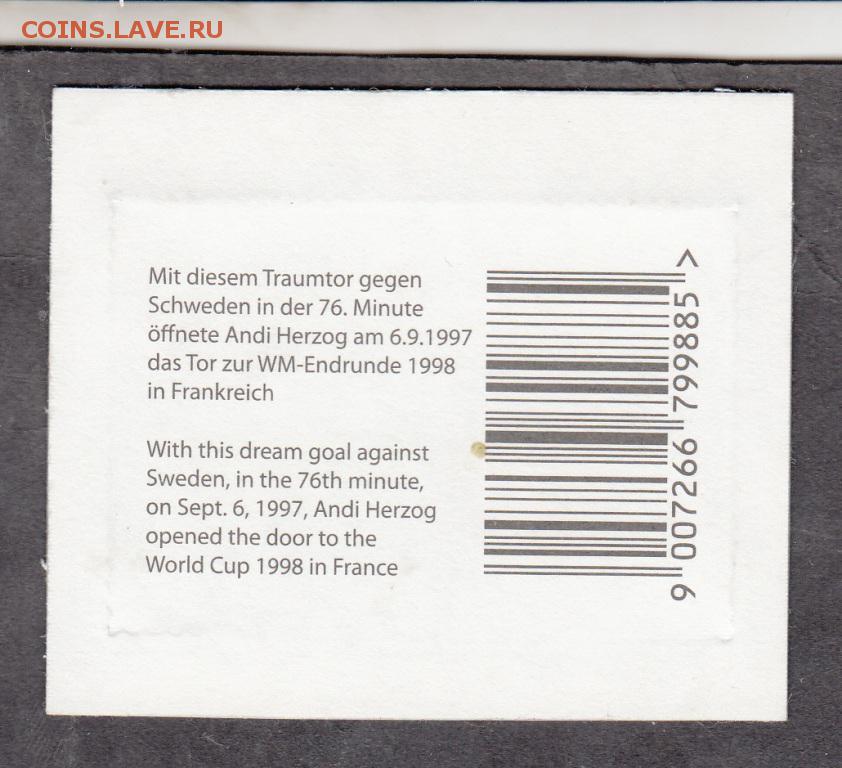 COINS.LAVE.RU
Mit diesem Traumtor gegen
Schweden in der 76. Minute
öffnete Andi Herzog am 6.9.1997
das Tor zur WM-Endrunde 1998
in Frankreich
With this dream goal against
Sweden, in the 76th minute,
on Sept. 6, 1997, Andi Herzog
opened the door to the
World Cup 1998 in France
9 007266 799885 >